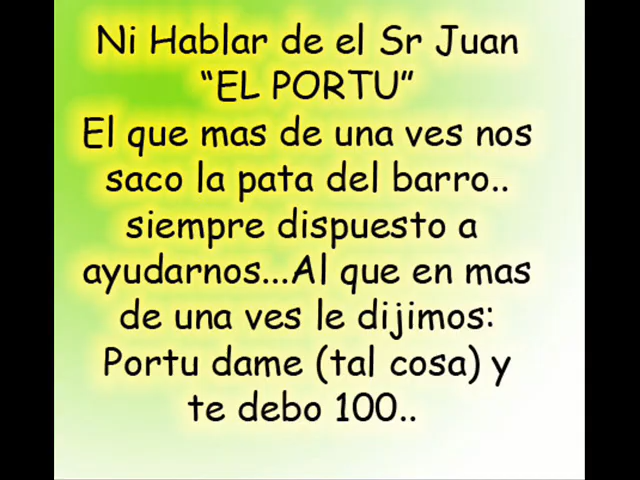 Ni Hablar de el Sr Juan
“EL PORTU”
El que mas de una ves nos
saco la pata del barro..
siempre dispuesto a
ayudarnos...Al que en mas
de una ves le dijimos:
Portu dame (tal cosa) y
te debo 100..